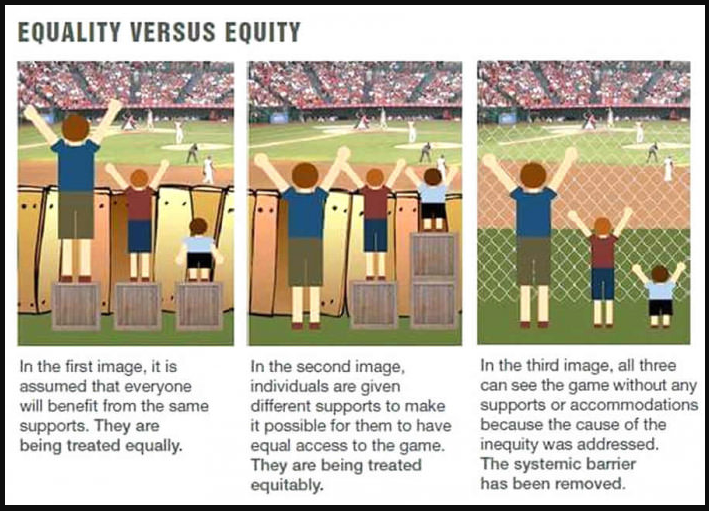 EQUALITY VERSUS EQUITY
In the first image, it is
assumed that everyone
will benefit from the same
supports. They are
being treated equally.
In the second image,
individuals are given
different supports to make
it possible for them to have
equal access to the game.
They are being treated
equitably.
In the third image, all three
can see the game without any
supports or accommodations
because the cause of the
inequity was addressed.
The systemic barrier
has been removed.